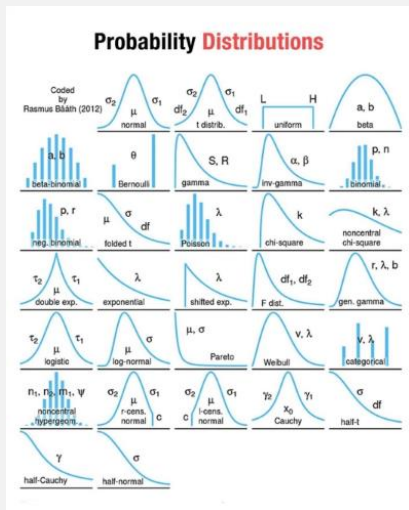 Probability Distributions
Coded
by
Rasmus Bååth (2012)
σ₂ σ₁
μ
normal
σ₂ σ₁
df₂ μ df₁
t distrib.
L H
uniform
a, b
beta
a, b
beta-binomial
θ
Bernoulli
S, R
gamma
α, β
inv-gamma
p, n
binomial
p, r
neg. binomial
μ σ
df
folded t
λ
Poisson
k
chi-square
k, λ
noncentral
chi-square
τ₂ τ₁
μ
double exp.
λ
exponential
λ
shifted exp.
df₁, df₂
F dist.
r, λ, b
gen. gamma
τ₂ τ₁
μ
logistic
μ σ
log-normal
μ, σ
Pareto
v, λ
Weibull
v, λ
categorical
n₁, n₂, m₁, ψ
noncentral
hypergeom.
σ₂ σ₁
μ
r-cens.
normal c
σ₂ σ₁
μ
l-cens.
c normal
γ₂ γ₁
x₀
Cauchy
σ
df
half-t
γ
half-Cauchy
σ
half-normal